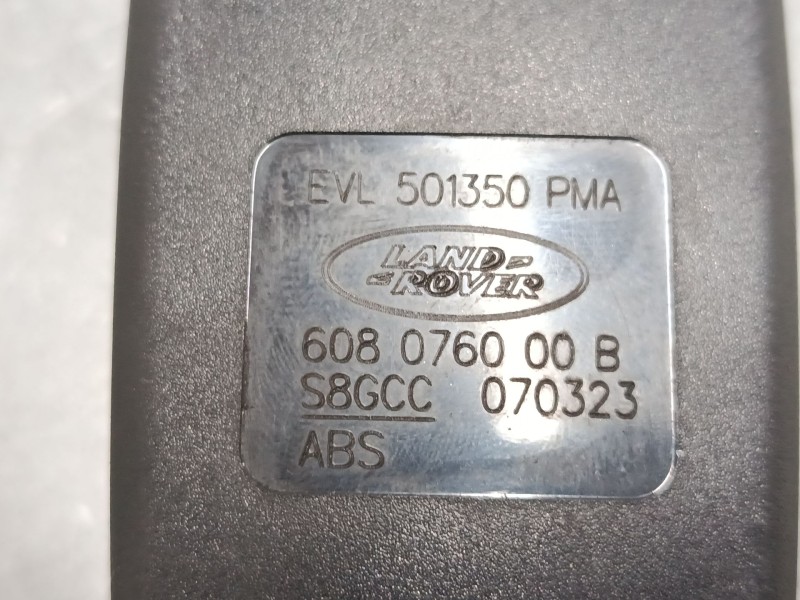 EVL 501350 PMA
LAND
ROVER
608 0760 00 B
S8GCC 070323
ABS